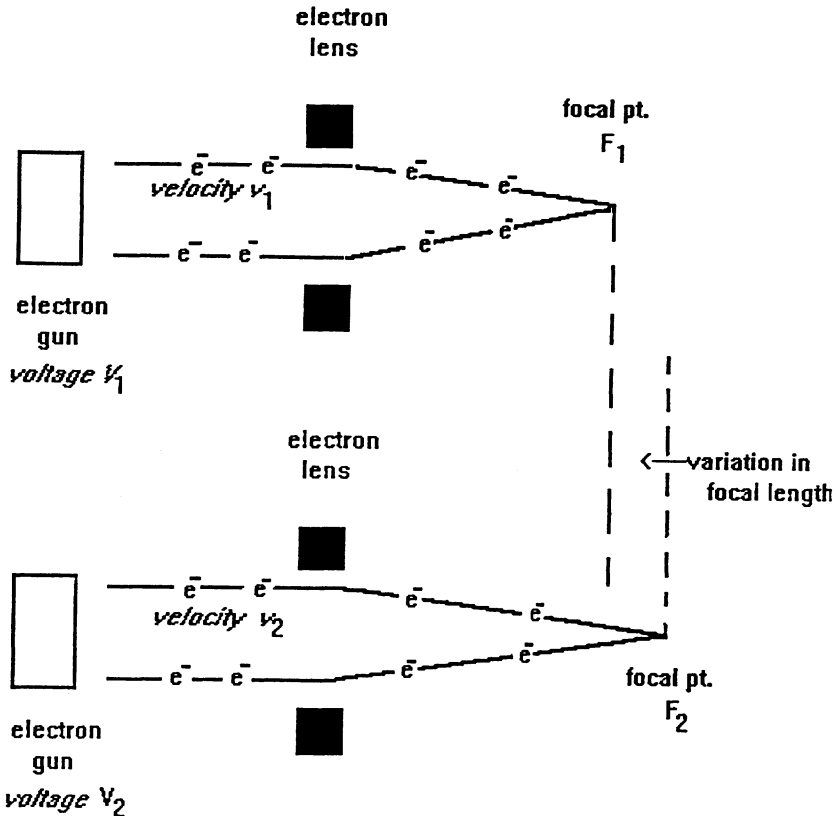 electron
lens
focal pt.
F1
e- e- e-
velocity v1
e-
e- e- e- e-
electron
gun
voltage V1
electron
lens
variation in
focal length
e- e- e-
velocity v2
e-
e- e- e- e-
focal pt.
F2
electron
gun
voltage V2